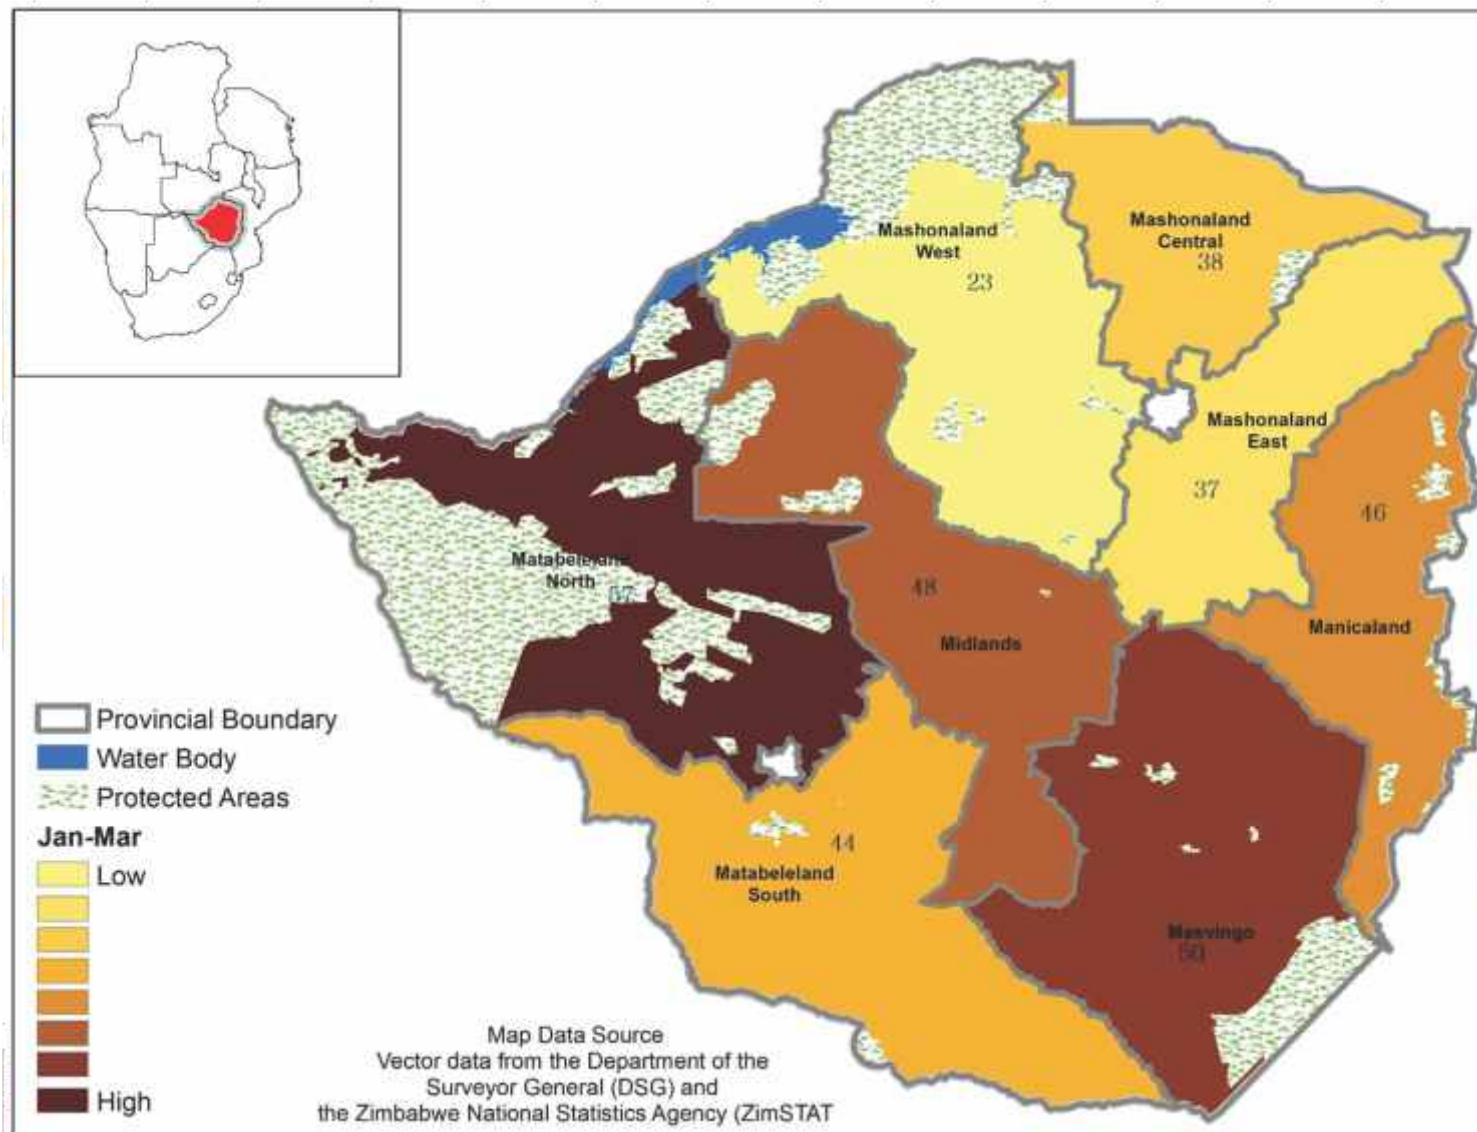 Mashonaland
West
23
Mashonaland
Central
38
Mashonaland
East
37
46
Manicaland
Matabeleland
North
48
Midlands
44
Matabeleland
South
Masvingo
50
Provincial Boundary
Water Body
Protected Areas
Jan-Mar
Low
High
Map Data Source
Vector data from the Department of the
Surveyor General (DSG) and
the Zimbabwe National Statistics Agency (ZimSTAT